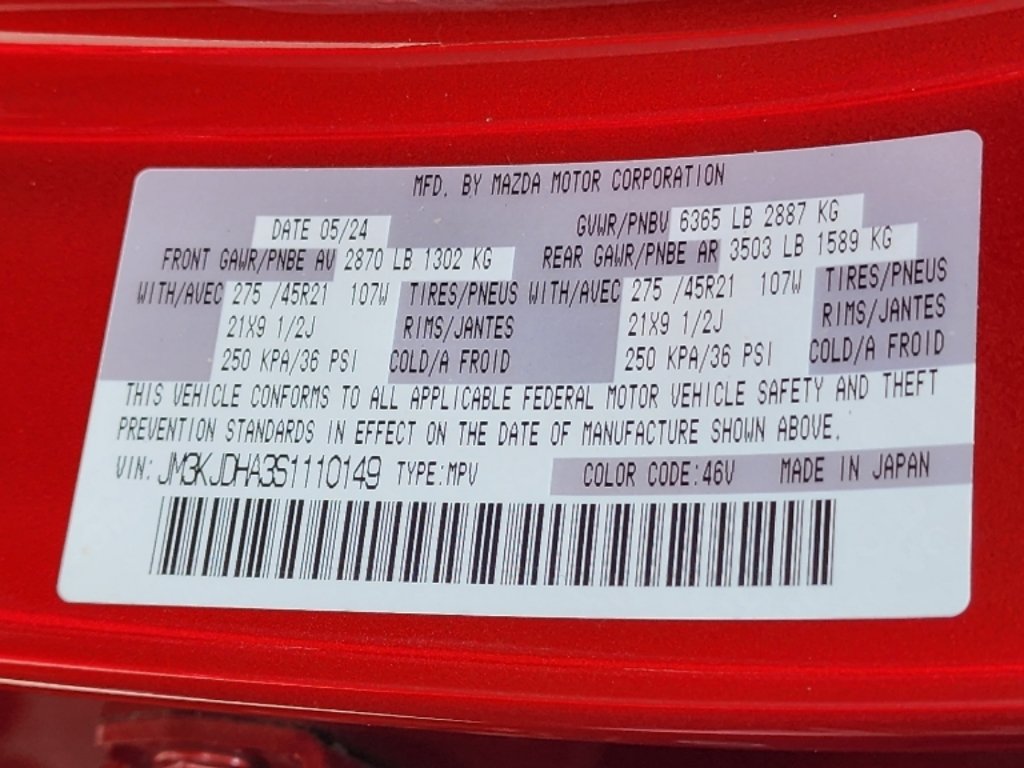 MFD. BY MAZDA MOTOR CORPORATION
DATE 05/24 GVWR/PNBV 6365 LB 2887 KG
FRONT GAWR/PNBE AV 2870 LB 1302 KG REAR GAWR/PNBE AR 3503 LB 1589 KG
WITH/AVEC 275 /45R21 107W TIRES/PNEUS WITH/AVEC 275 /45R21 107W TIRES/PNEUS
21X9 1/2J RIMS/JANTES 21X9 1/2J RIMS/JANTES
250 KPA/36 PSI COLD/A FROID 250 KPA/36 PSI COLD/A FROID
THIS VEHICLE CONFORMS TO ALL APPLICABLE FEDERAL MOTOR VEHICLE SAFETY AND THEFT
PREVENTION STANDARDS IN EFFECT ON THE DATE OF MANUFACTURE SHOWN ABOVE.
VIN: JM3KJDHA3S1110149 TYPE:MPV COLOR CODE:46V MADE IN JAPAN